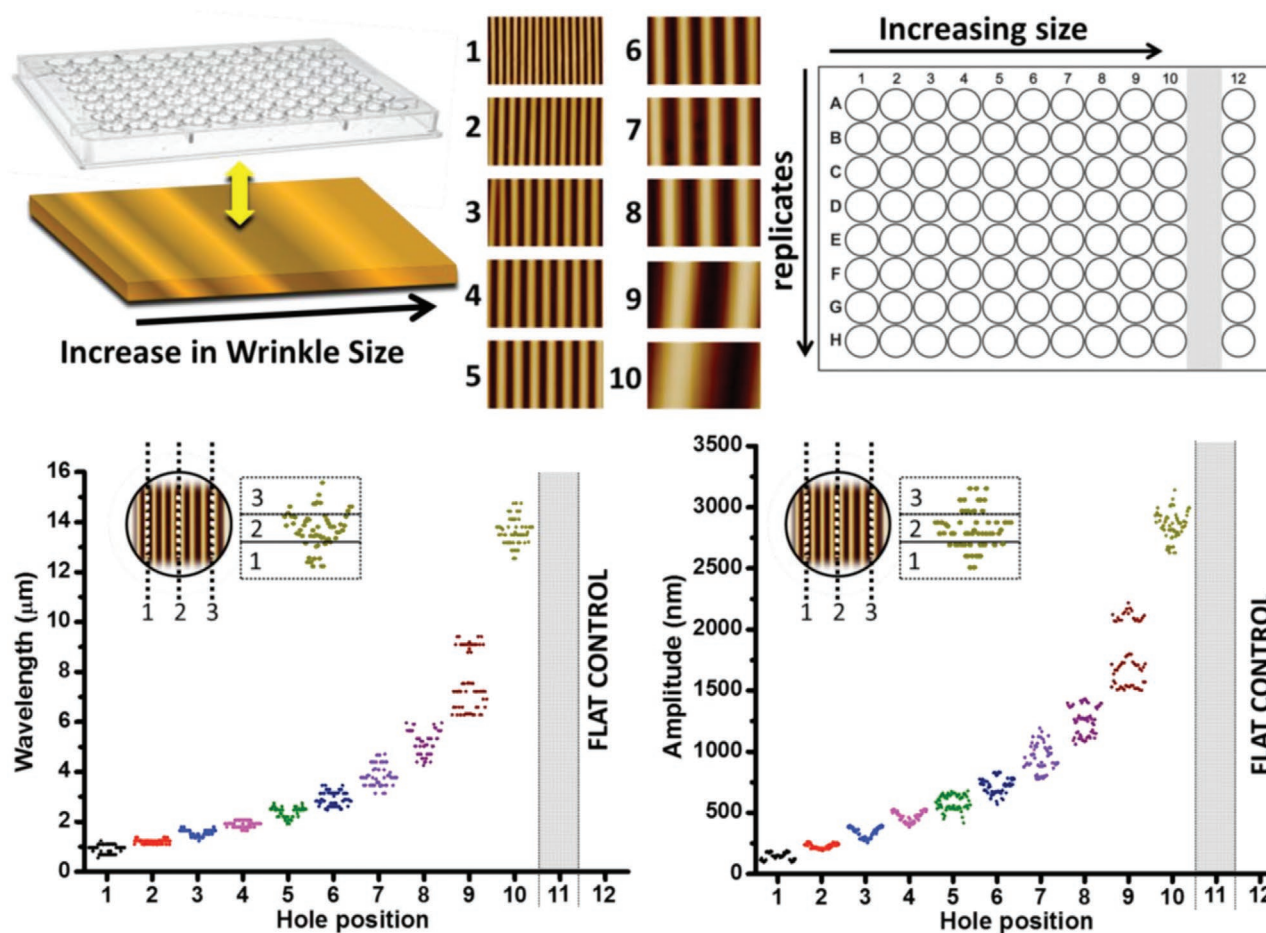 Increase in Wrinkle Size
1
2
3
4
5
6
7
8
9
10
Increasing size
replicates
1 2 3 4 5 6 7 8 9 10 12
A
B
C
D
E
F
G
H
Wavelength (μm)
16
14
12
10
8
6
4
2
0
1 2 3
3
2
1
FLAT CONTROL
1 2 3 4 5 6 7 8 9 10 11 12
Hole position
Amplitude (nm)
3500
3000
2500
2000
1500
1000
500
0
1 2 3
3
2
1
FLAT CONTROL
1 2 3 4 5 6 7 8 9 10 11 12
Hole position